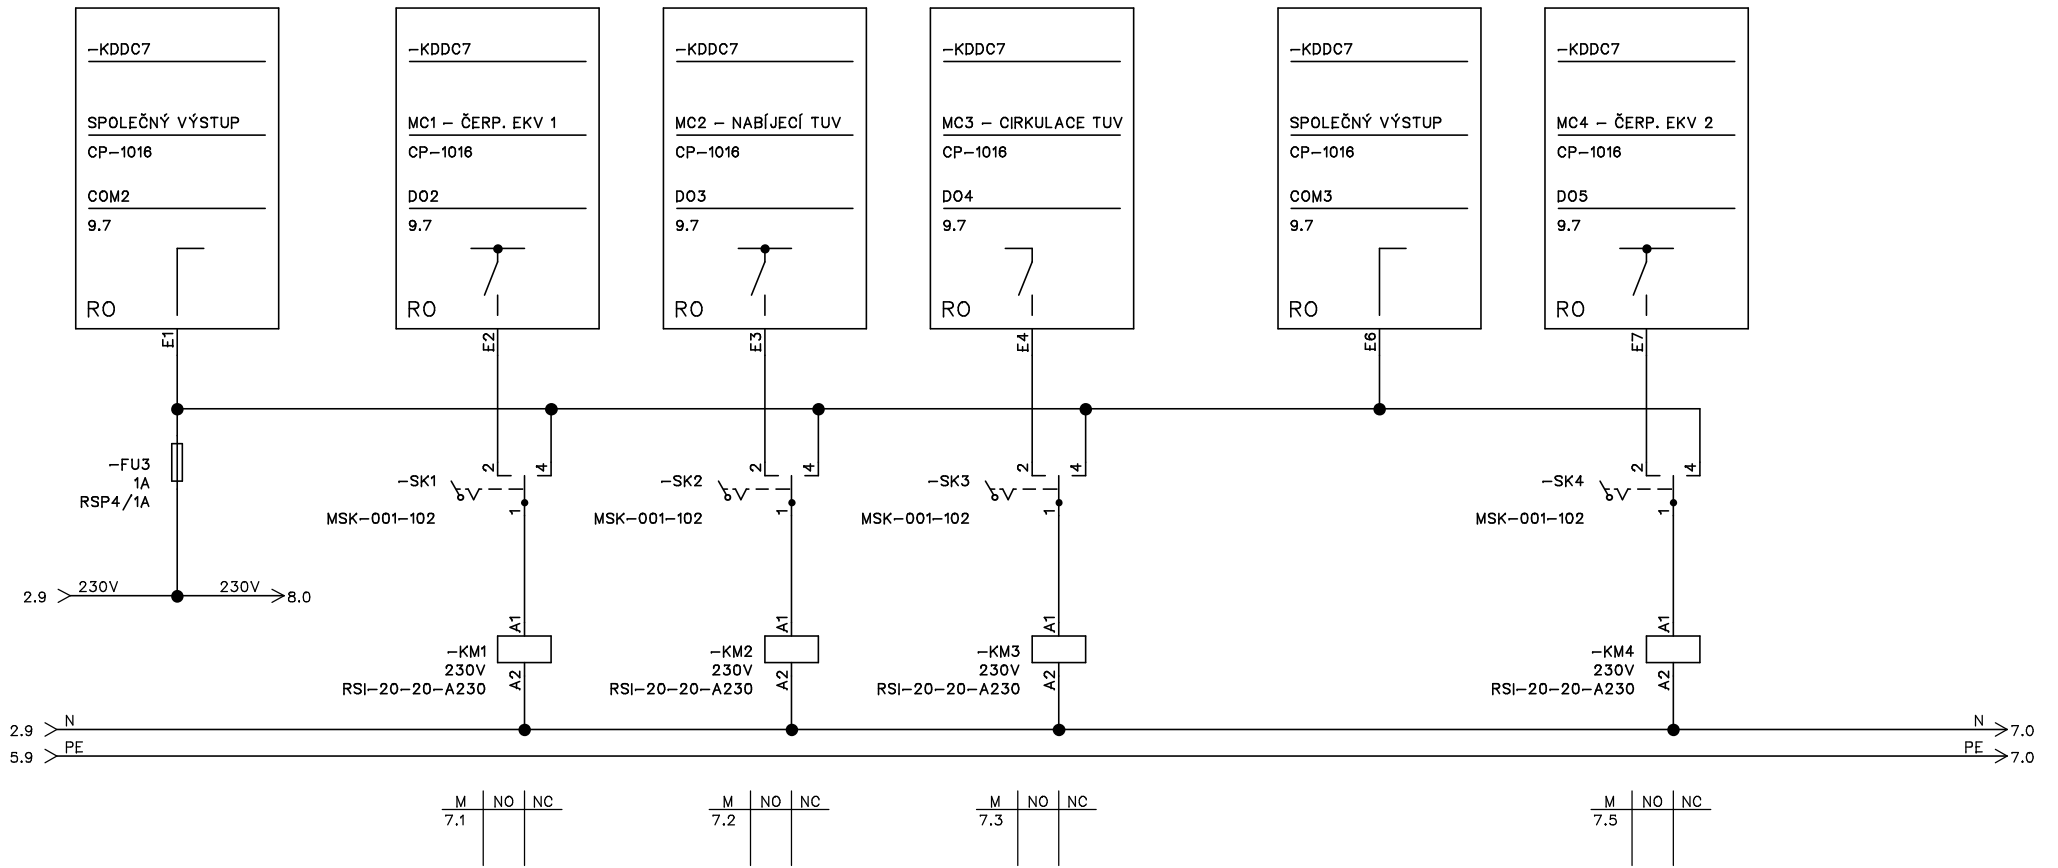 -KDDC7
SPOLEČNÝ VÝSTUP
CP-1016
COM2
9.7
RO
E1
-KDDC7
MC1 - ČERP. EKV 1
CP-1016
DO2
9.7
RO
E2
-KDDC7
MC2 - NABÍJECÍ TUV
CP-1016
DO3
9.7
RO
E3
-KDDC7
MC3 - CIRKULACE TUV
CP-1016
DO4
9.7
RO
E4
-KDDC7
SPOLEČNÝ VÝSTUP
CP-1016
COM3
9.7
RO
E6
-KDDC7
MC4 - ČERP. EKV 2
CP-1016
DO5
9.7
RO
E7
-FU3
1A
RSP4/1A
2.9 230V 230V 8.0
2 4
-SK1
1
MSK-001-102
2 4
-SK2
1
MSK-001-102
2 4
-SK3
1
MSK-001-102
2 4
-SK4
1
MSK-001-102
A1
-KM1
230V
RSI-20-20-A230
A2
A1
-KM2
230V
RSI-20-20-A230
A2
A1
-KM3
230V
RSI-20-20-A230
A2
A1
-KM4
230V
RSI-20-20-A230
A2
2.9 N N 7.0
5.9 PE PE 7.0
M NO NC
7.1
M NO NC
7.2
M NO NC
7.3
M NO NC
7.5